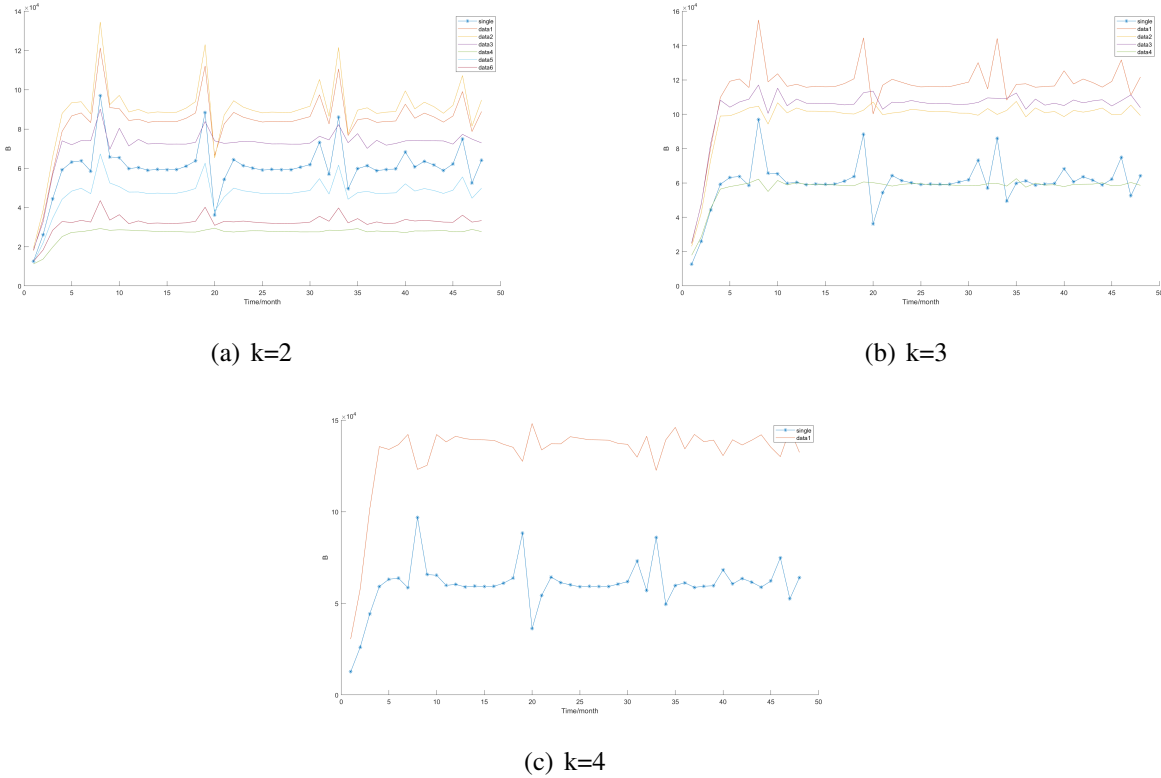 ×10⁴
14
12
10
8
6
4
2
0
B
0 5 10 15 20 25 30 35 40 45 50
Time/month
single
data1
data2
data3
data4
data5
data6
(a) k=2
×10⁴
16
14
12
10
8
6
4
2
0
B
0 5 10 15 20 25 30 35 40 45 50
Time/month
single
data1
data2
data3
data4
(b) k=3
×10⁴
15
10
5
0
B
0 5 10 15 20 25 30 35 40 45 50
Time/month
single
data1
(c) k=4